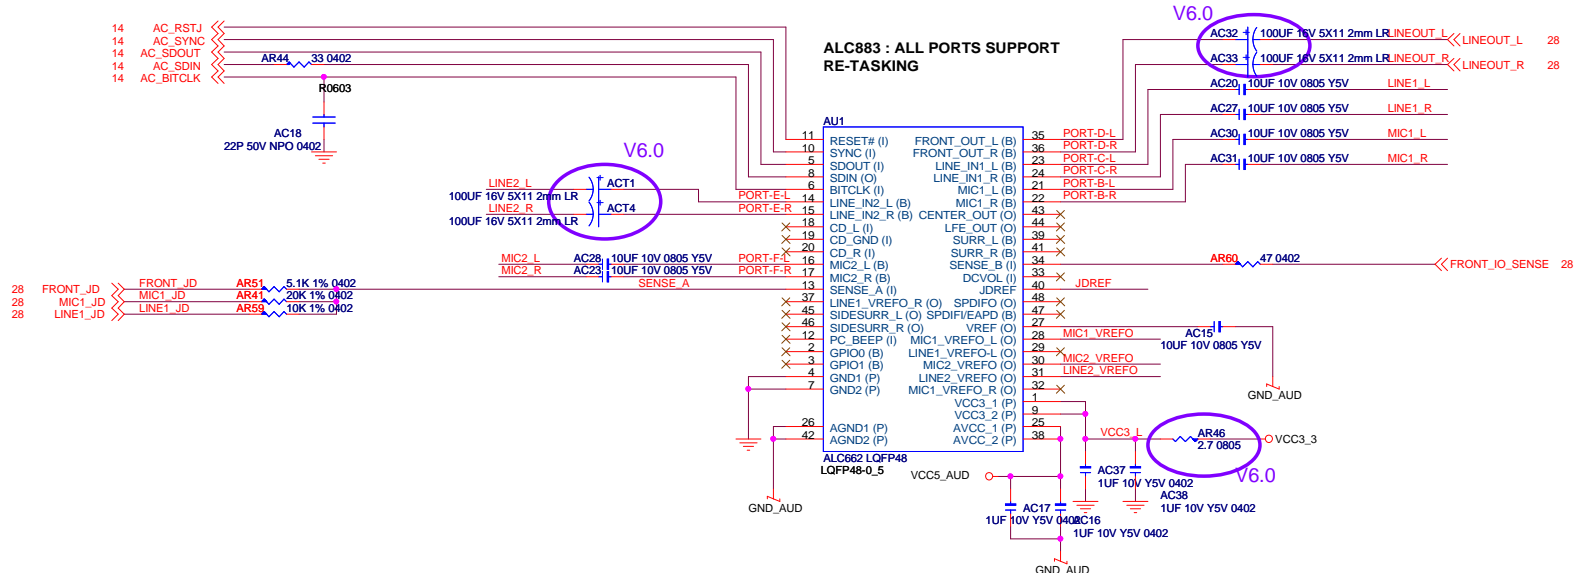 V6.0
14 AC_RSTJ
14 AC_SYNC
14 AC_SDOUT
14 AC_SDIN
14 AC_BITCLK
AR44 33 0402
R0603
AC18
22P 50V NPO 0402
ALC883 : ALL PORTS SUPPORT
RE-TASKING
AC32 + 100UF 16V 5X11 2mm LR LINEOUT_L LINEOUT_L 28
AC33 + 100UF 16V 5X11 2mm LR LINEOUT_R LINEOUT_R 28
AC20 10UF 10V 0805 Y5V LINE1_L
AC27 10UF 10V 0805 Y5V LINE1_R
AC30 10UF 10V 0805 Y5V MIC1_L
AC31 10UF 10V 0805 Y5V MIC1_R
V6.0
LINE2_L + ACT1
100UF 16V 5X11 2mm LR
LINE2_R + ACT4
100UF 16V 5X11 2mm LR
PORT-E-L
PORT-E-R
MIC2_L AC28 10UF 10V 0805 Y5V PORT-F-L
MIC2_R AC23 10UF 10V 0805 Y5V PORT-F-R
SENSE_A
28 FRONT_JD FRONT_JD AR51 5.1K 1% 0402
28 MIC1_JD MIC1_JD AR41 20K 1% 0402
28 LINE1_JD LINE1_JD AR59 10K 1% 0402
AU1
11 RESET# (I) FRONT_OUT_L (B) 35 PORT-D-L
10 SYNC (I) FRONT_OUT_R (B) 36 PORT-D-R
5 SDOUT (I) LINE_IN1_L (B) 23 PORT-C-L
8 SDIN (O) LINE_IN1_R (B) 24 PORT-C-R
6 BITCLK (I) MIC1_L (B) 21 PORT-B-L
14 LINE_IN2_L (B) MIC1_R (B) 22 PORT-B-R
15 LINE_IN2_R (B) CENTER_OUT (O) 43
18 CD_L (I) LFE_OUT (O) 44
19 CD_GND (I) SURR_L (B) 39
20 CD_R (I) SURR_R (B) 41
16 MIC2_L (B) SENSE_B (I) 34
17 MIC2_R (B) DCVOL (I) 33
13 SENSE_A (I) JDREF 40 JDREF
37 LINE1_VREFO_R (O) SPDIFO (O) 48
45 SIDESURR_L (O) SPDIFI/EAPD (B) 47
46 SIDESURR_R (O) VREF (O) 27
12 PC_BEEP (I) MIC1_VREFO_L (O) 28 MIC1_VREFO
2 GPIO0 (B) LINE1_VREFO-L (O) 29
3 GPIO1 (B) MIC2_VREFO (O) 30 MIC2_VREFO
4 GND1 (P) LINE2_VREFO (O) 31 LINE2_VREFO
7 GND2 (P) MIC1_VREFO_R (O) 32
VCC3_1 (P) 1
VCC3_2 (P) 9
26 AGND1 (P) AVCC_1 (P) 25
42 AGND2 (P) AVCC_2 (P) 38
ALC662 LQFP48
LQFP48-0_5
AR60 47 0402 FRONT_IO_SENSE 28
AC15
10UF 10V 0805 Y5V
GND_AUD
VCC3_L AR46 VCC3_3
2.7 0805
V6.0
GND_AUD
VCC5_AUD
AC37
1UF 10V Y5V 0402
AC38
1UF 10V Y5V 0402
AC17
1UF 10V Y5V 0402
AC16
1UF 10V Y5V 0402
GND_AUD